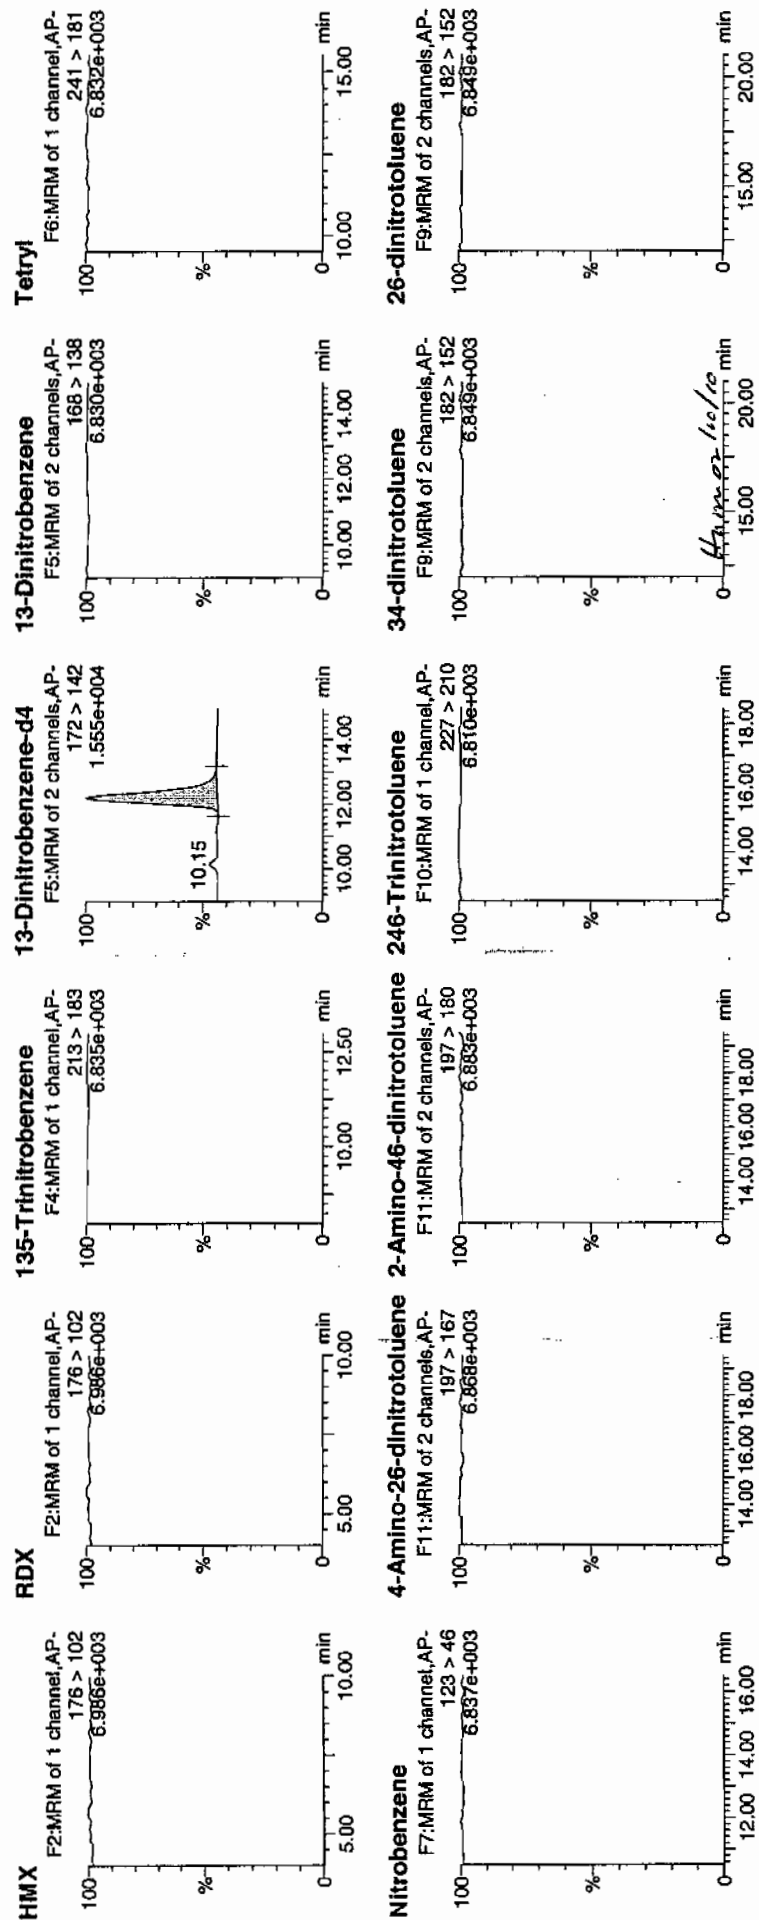 HMX
F2:MRM of 1 channel,AP-
176 > 102
6.986e+003
100
%
0
5.00 10.00 min
RDX
F2:MRM of 1 channel,AP-
176 > 102
6.986e+003
100
%
0
5.00 10.00 min
135-Trinitrobenzene
F4:MRM of 1 channel,AP-
213 > 183
6.835e+003
100
%
0
10.00 12.50 min
13-Dinitrobenzene-d4
F5:MRM of 2 channels,AP-
172 > 142
1.555e+004
100
%
10.15
0
10.00 12.00 14.00 min
13-Dinitrobenzene
F5:MRM of 2 channels,AP-
168 > 138
6.830e+003
100
%
0
10.00 12.00 14.00 min
Tetryl
F6:MRM of 1 channel,AP-
241 > 181
6.832e+003
100
%
0
10.00 15.00 min
Nitrobenzene
F7:MRM of 1 channel,AP-
123 > 46
6.837e+003
100
%
0
12.00 14.00 16.00 min
4-Amino-26-dinitrotoluene
F11:MRM of 2 channels,AP-
197 > 167
6.868e+003
100
%
0
14.00 16.00 18.00 min
2-Amino-46-dinitrotoluene
F11:MRM of 2 channels,AP-
197 > 180
6.883e+003
100
%
0
14.00 16.00 18.00 min
246-Trinitrotoluene
F10:MRM of 1 channel,AP-
227 > 210
6.810e+003
100
%
0
14.00 16.00 18.00 min
34-dinitrotoluene
F9:MRM of 2 channels,AP-
182 > 152
6.849e+003
100
%
0
15.00 20.00 min
26-dinitrotoluene
F9:MRM of 2 channels,AP-
182 > 152
6.849e+003
100
%
0
15.00 20.00 min